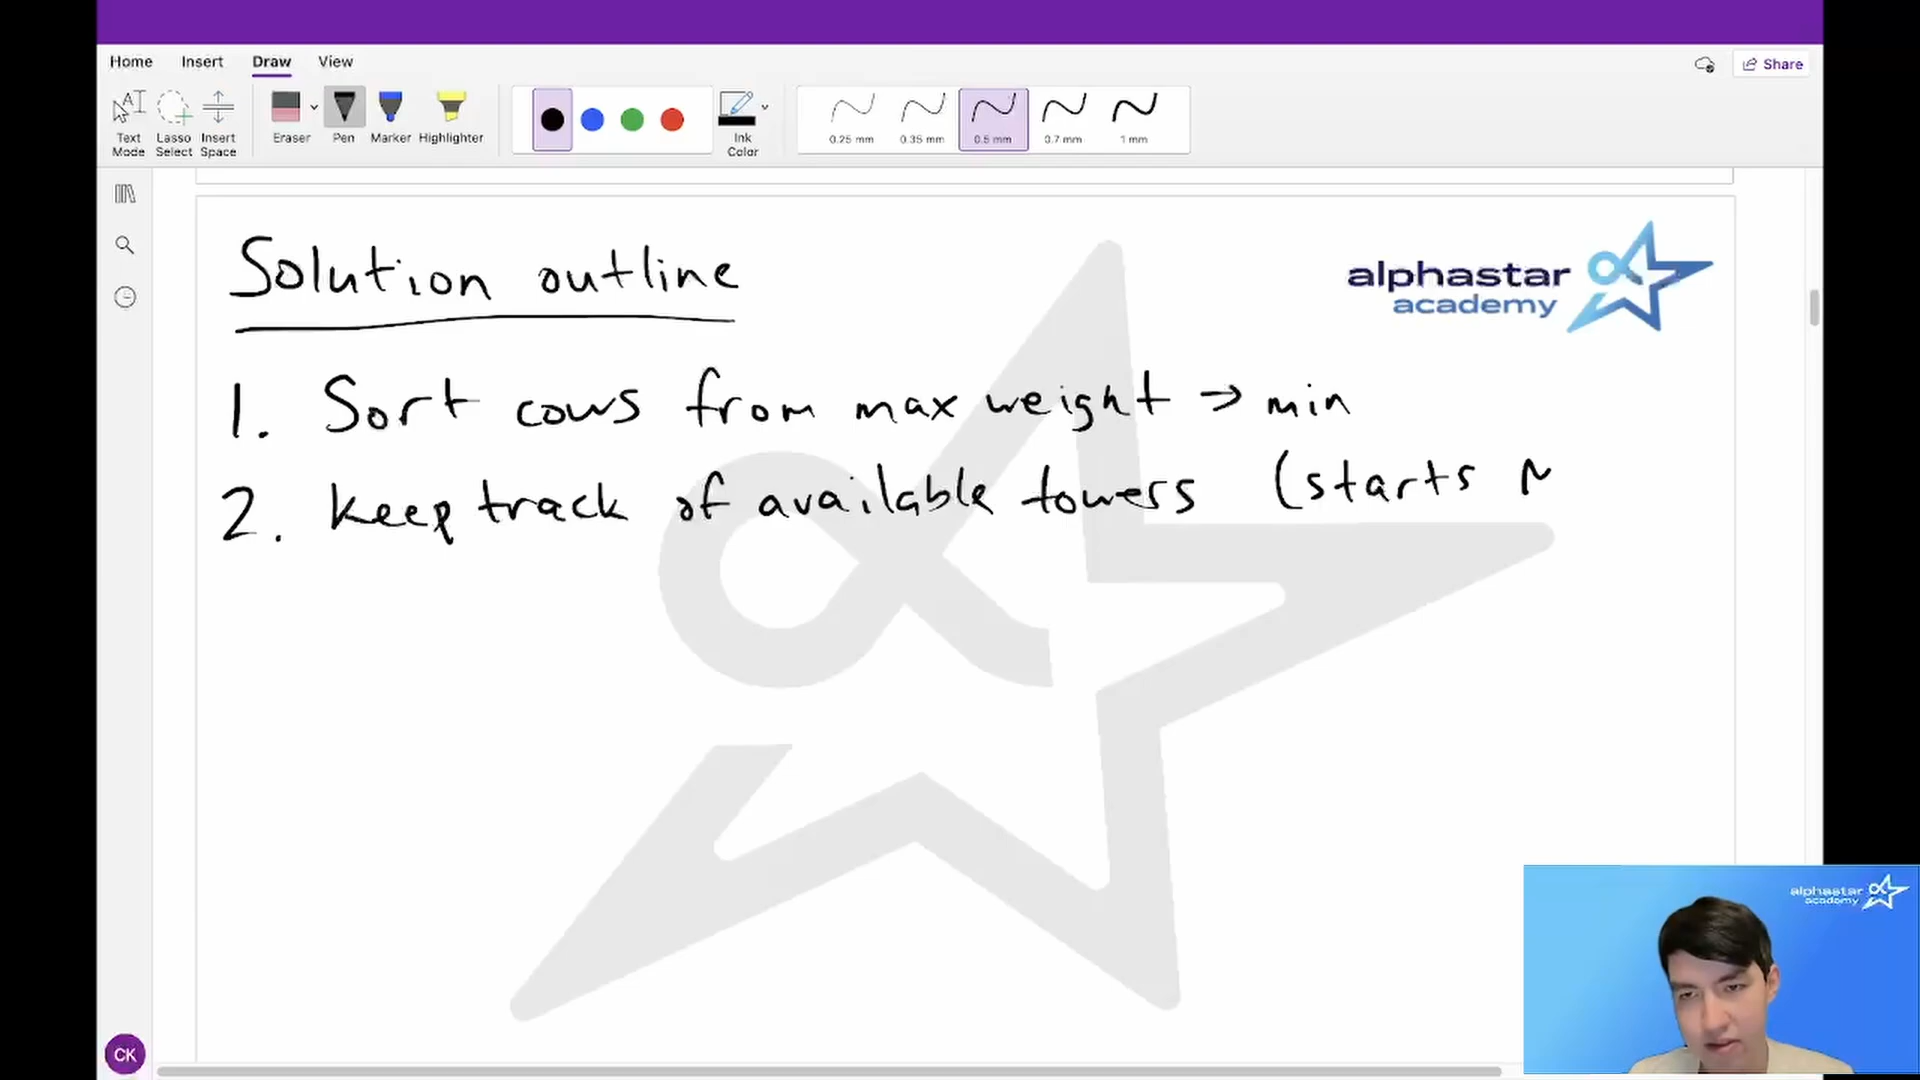 Home Insert Draw View
Share
Text Mode
Lasso Select
Insert Space
Eraser
Pen
Marker
Highlighter
Ink Color
0.25 mm
0.35 mm
0.5 mm
0.7 mm
1 mm
Solution outline
alphastar
academy
1. Sort cows from max weight → min
2. Keep track of available towers (starts
alphastar
academy
CK